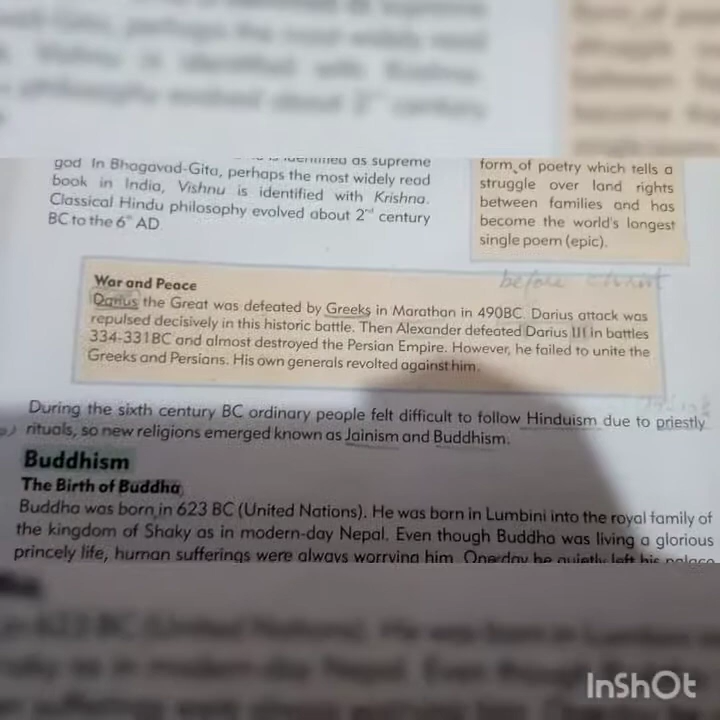 god In Bhagavad-Gita, perhaps the most widely read
book in India, Vishnu is identified with Krishna.
Classical Hindu philosophy evolved about 2nd century
BC to the 6th AD
form of poetry which tells a
struggle over land rights
between families and has
become the world's longest
single poem (epic).
before Christ
War and Peace
Darius the Great was defeated by Greeks in Marathan in 490BC. Darius attack was
repulsed decisively in this historic battle. Then Alexander defeated Darius III in battles
334-331BC and almost destroyed the Persian Empire. However, he failed to unite the
Greeks and Persians. His own generals revolted against him.
During the sixth century BC ordinary people felt difficult to follow Hinduism due to priestly
rituals, so new religions emerged known as Jainism and Buddhism.
Buddhism
The Birth of Buddha
Buddha was born in 623 BC (United Nations). He was born in Lumbini into the royal family of
the kingdom of Shaky as in modern-day Nepal. Even though Buddha was living a glorious
princely life, human sufferings were always worrying him. One day he quietly left his palace
InShOt